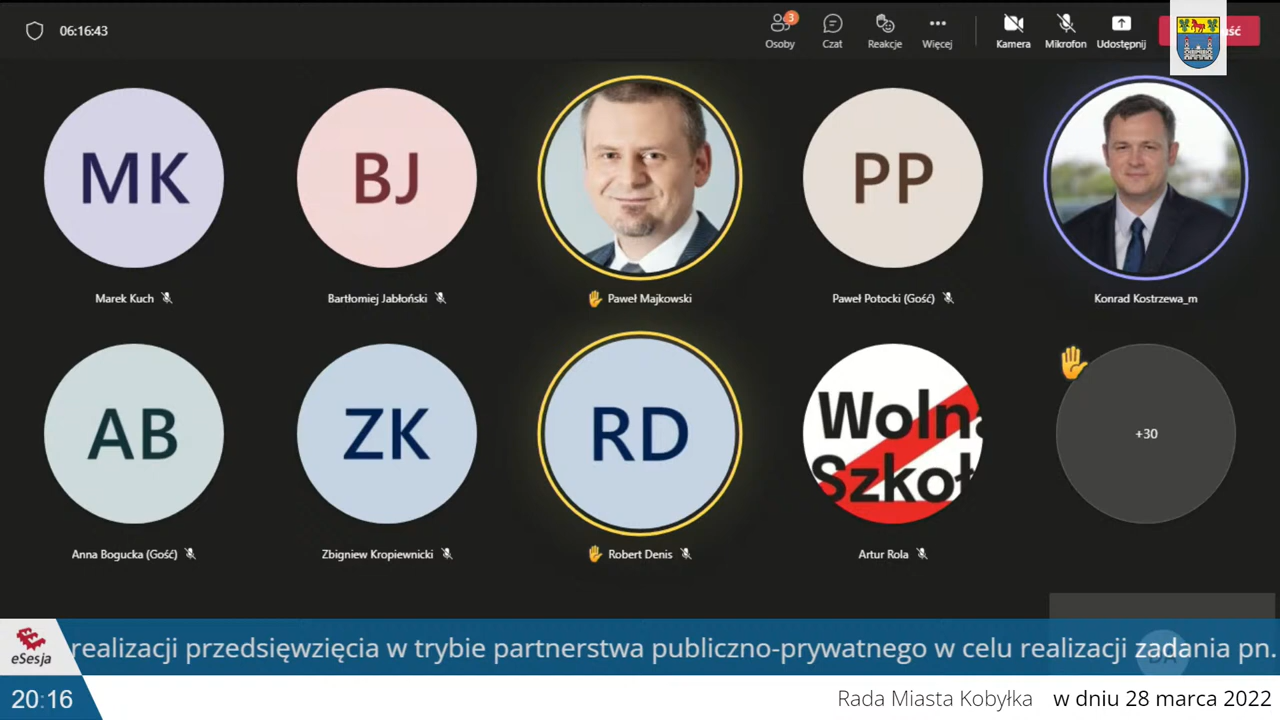 06:16:43
3
Osoby
Czat
Reakcje
Więcej
Kamera
Mikrofon
Udostępnij
MK
BJ
PP
Marek Kuch
Bartłomiej Jabłoński
Paweł Majkowski
Paweł Potocki (Gość)
Konrad Kostrzewa_m
AB
ZK
RD
Woln
Szkoł
+30
Anna Bogucka (Gość)
Zbigniew Kropiewnicki
Robert Denis
Artur Rola
eSesja
realizacji przedsięwzięcia w trybie partnerstwa publiczno-prywatnego w celu realizacji zadania pn.
20:16
Rada Miasta Kobyłka w dniu 28 marca 2022